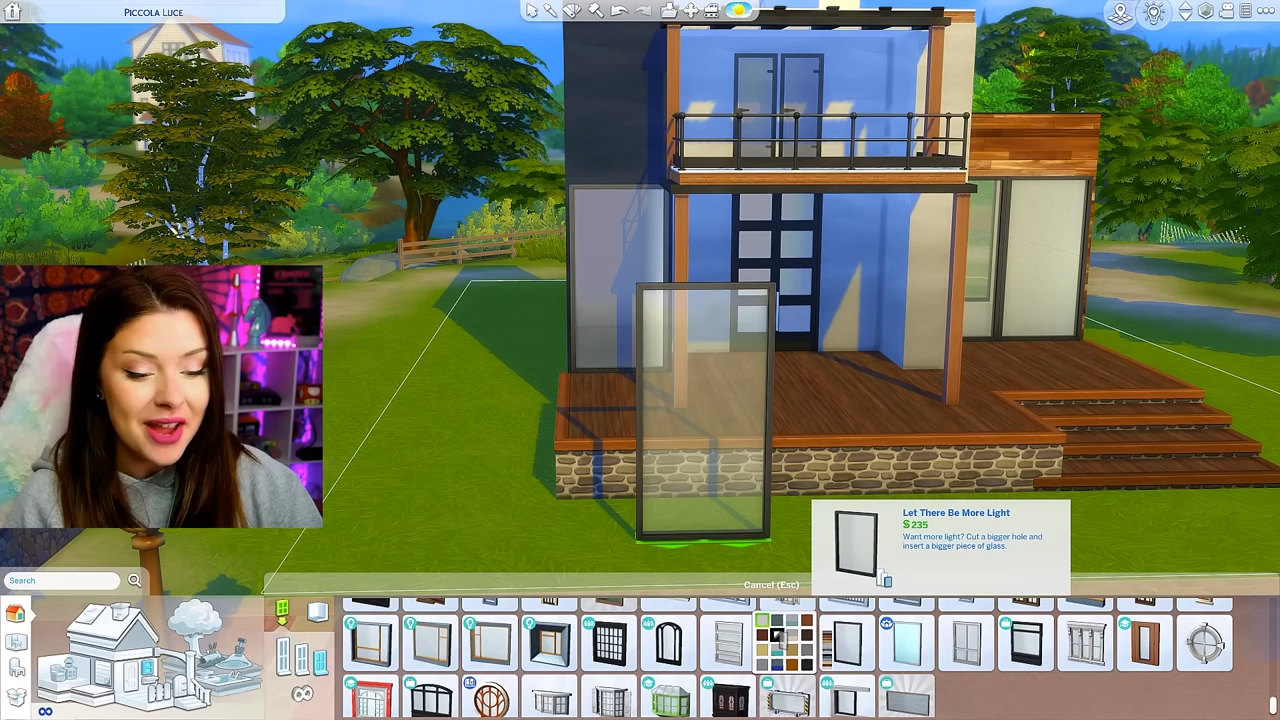 PICCOLA LUCE
Let There Be More Light
§235
Want more light? Cut a bigger hole and
insert a bigger piece of glass.
Cancel (Esc)
Search